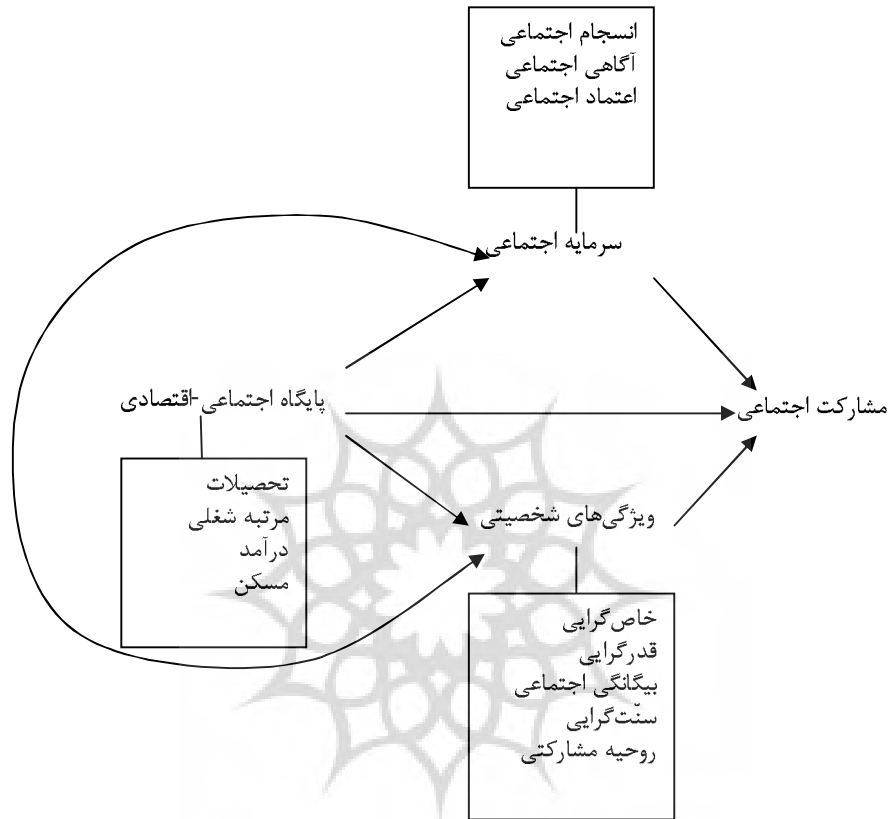 انسجام اجتماعی
آگاهی اجتماعی
اعتماد اجتماعی
سرمایه اجتماعی
پایگاه اجتماعی-اقتصادی
مشارکت اجتماعی
تحصیلات
مرتبه شغلی
درآمد
مسکن
ویژگی‌های شخصیتی
خاص‌گرایی
قدرگرایی
بیگانگی اجتماعی
سنّت‌گرایی
روحیه مشارکتی